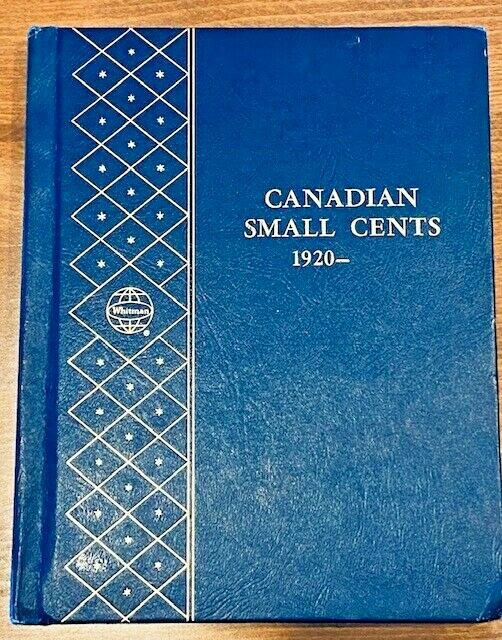 CANADIAN
SMALL CENTS
1920–
Whitman
®